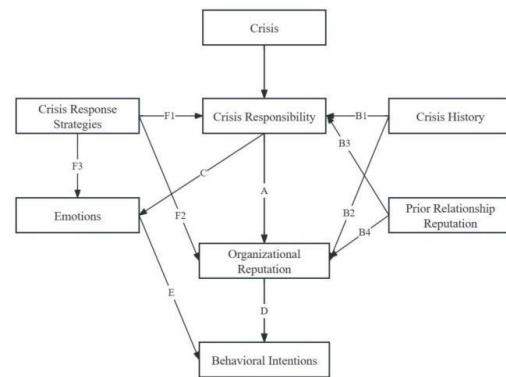 Crisis
Crisis Response
Strategies
F1
Crisis Responsibility
B1
Crisis History
F3
C
B3
A
Emotions
F2
B2
Prior Relationship
Reputation
B4
Organizational
Reputation
E
D
Behavioral Intentions